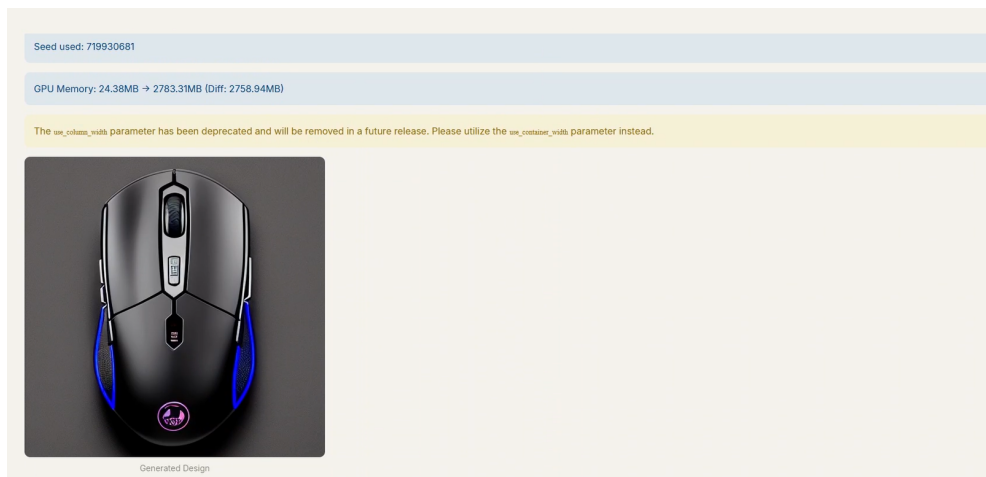 Seed used: 719930681
GPU Memory: 24.38MB → 2783.31MB (Diff: 2758.94MB)
The use_column_width parameter has been deprecated and will be removed in a future release. Please utilize the use_container_width parameter instead.
Generated Design